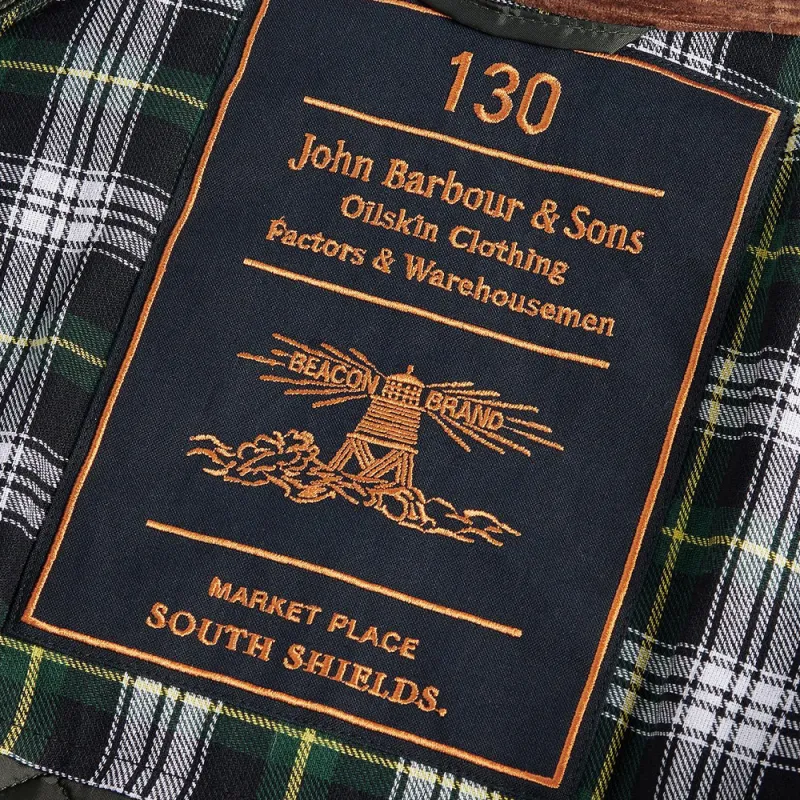 130
John Barbour & Sons
Oilskin Clothing
Factors & Warehousemen
BEACON BRAND
MARKET PLACE
SOUTH SHIELDS.